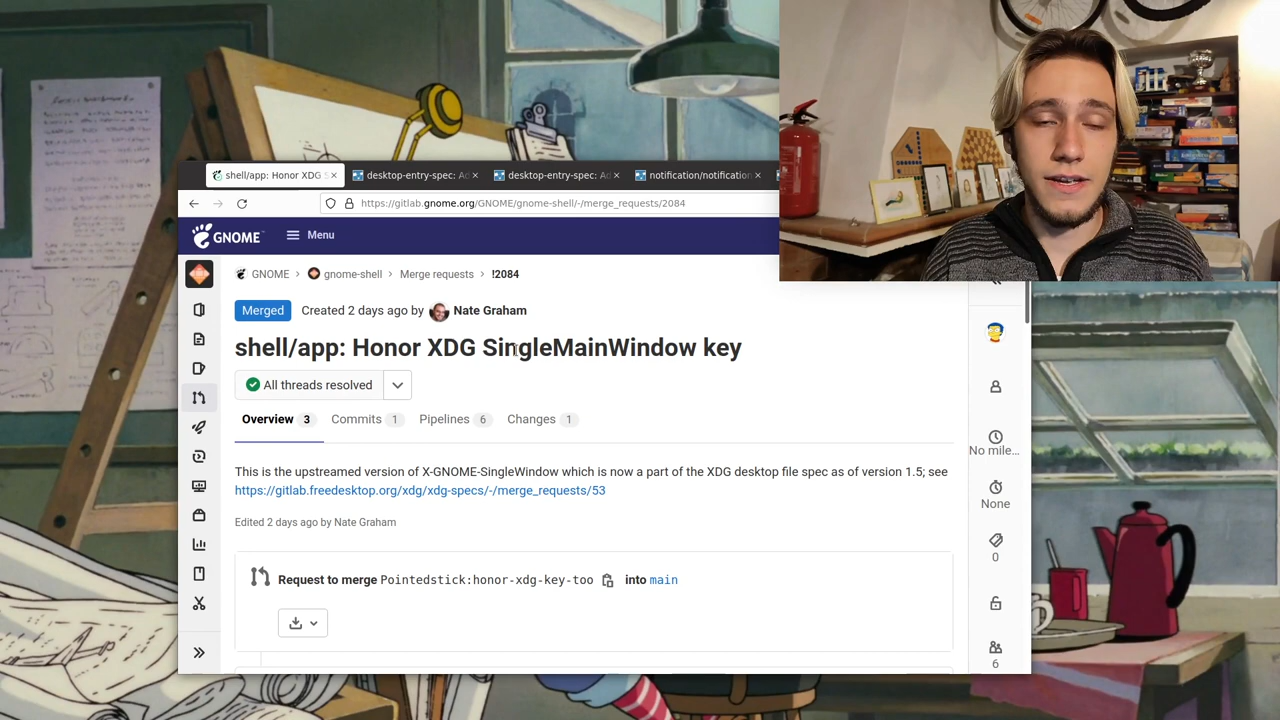 shell/app: Honor XDG S
desktop-entry-spec: Ad
desktop-entry-spec: Ad
notification/notification
https://gitlab.gnome.org/GNOME/gnome-shell/-/merge_requests/2084
GNOME
Menu
GNOME › gnome-shell › Merge requests › !2084
Merged Created 2 days ago by Nate Graham
shell/app: Honor XDG SingleMainWindow key
All threads resolved
Overview 3 Commits 1 Pipelines 6 Changes 1
This is the upstreamed version of X-GNOME-SingleWindow which is now a part of the XDG desktop file spec as of version 1.5; see
https://gitlab.freedesktop.org/xdg/xdg-specs/-/merge_requests/53
Edited 2 days ago by Nate Graham
Request to merge Pointedstick:honor-xdg-key-too into main
No mile...
None
0
6